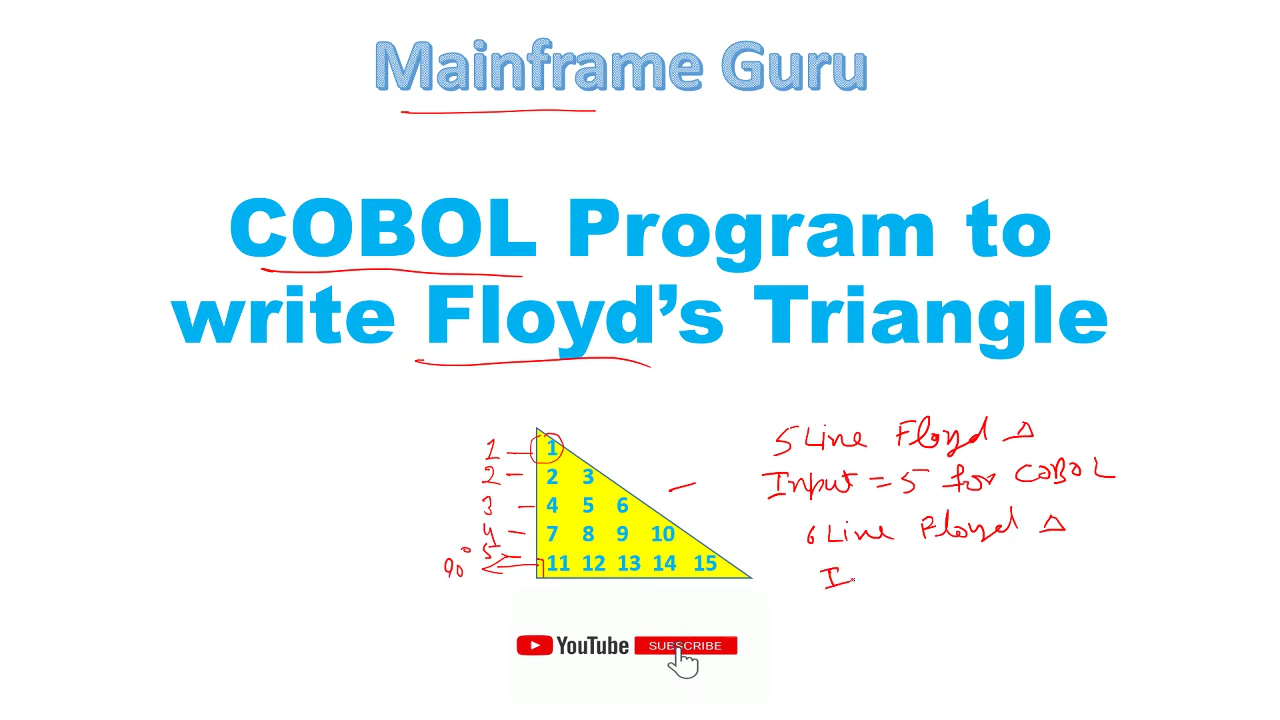 Mainframe Guru
COBOL Program to
write Floyd’s Triangle
1 1
2 2 3
3 4 5 6
4 7 8 9 10
5 11 12 13 14 15
90°
5 Line Floyd Δ
Input = 5 for COBOL
6 Line Floyd Δ
I
YouTube SUBSCRIBE